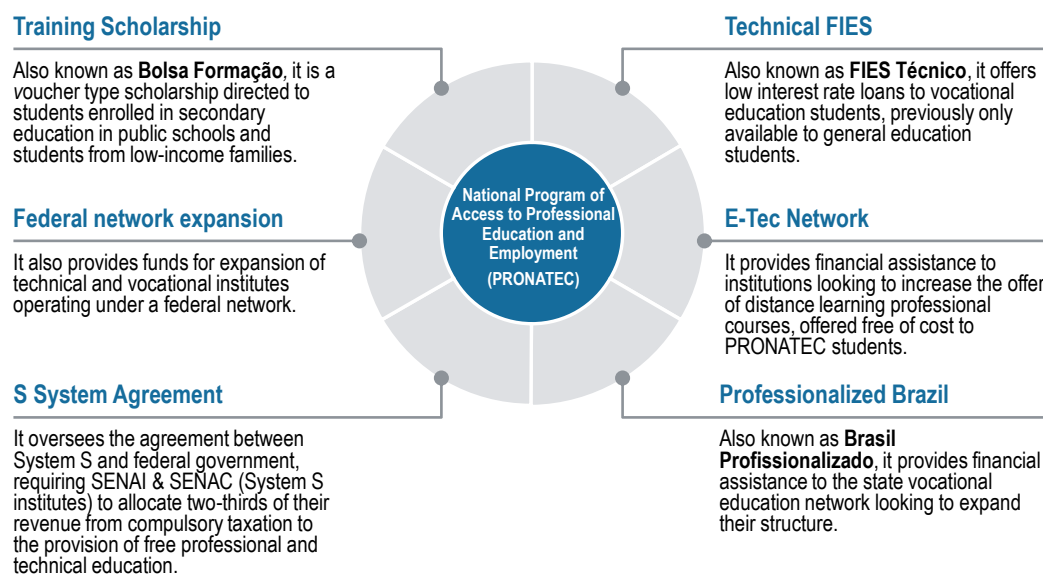 Training Scholarship
Also known as Bolsa Formação, it is a
voucher type scholarship directed to
students enrolled in secondary
education in public schools and
students from low-income families.
Federal network expansion
It also provides funds for expansion of
technical and vocational institutes
operating under a federal network.
S System Agreement
It oversees the agreement between
System S and federal government,
requiring SENAI & SENAC (System S
institutes) to allocate two-thirds of their
revenue from compulsory taxation to
the provision of free professional and
technical education.
National Program of
Access to Professional
Education and
Employment
(PRONATEC)
Technical FIES
Also known as FIES Técnico, it offers
low interest rate loans to vocational
education students, previously only
available to general education
students.
E-Tec Network
It provides financial assistance to
institutions looking to increase the offer
of distance learning professional
courses, offered free of cost to
PRONATEC students.
Professionalized Brazil
Also known as Brasil
Profissionalizado, it provides financial
assistance to the state vocational
education network looking to expand
their structure.